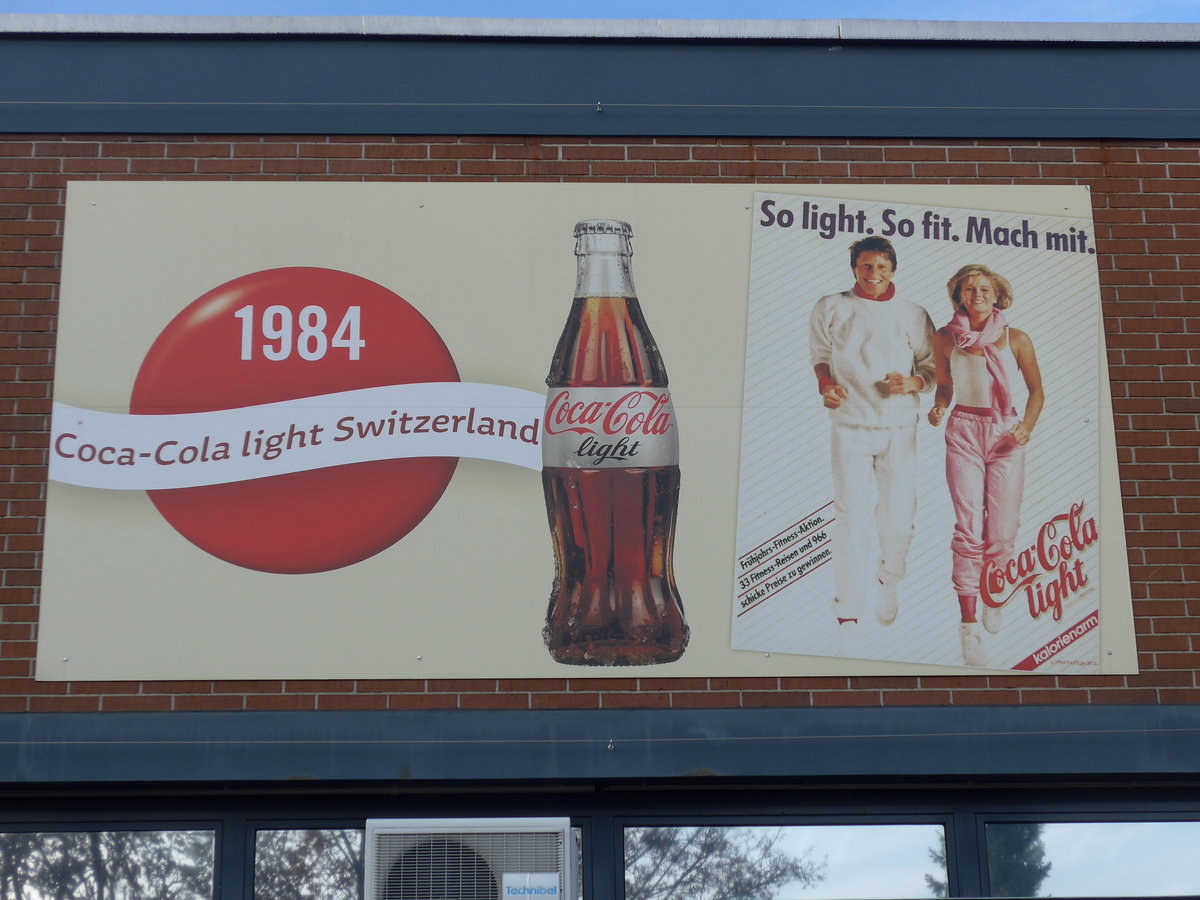 1984
Coca-Cola light Switzerland
Coca-Cola
light
So light. So fit. Mach mit.
Frühjahrs-Fitness-Aktion.
33 Fitness-Reisen und 966
schicke Preise zu gewinnen.
Coca-Cola
light
kalorienarm
Technibel